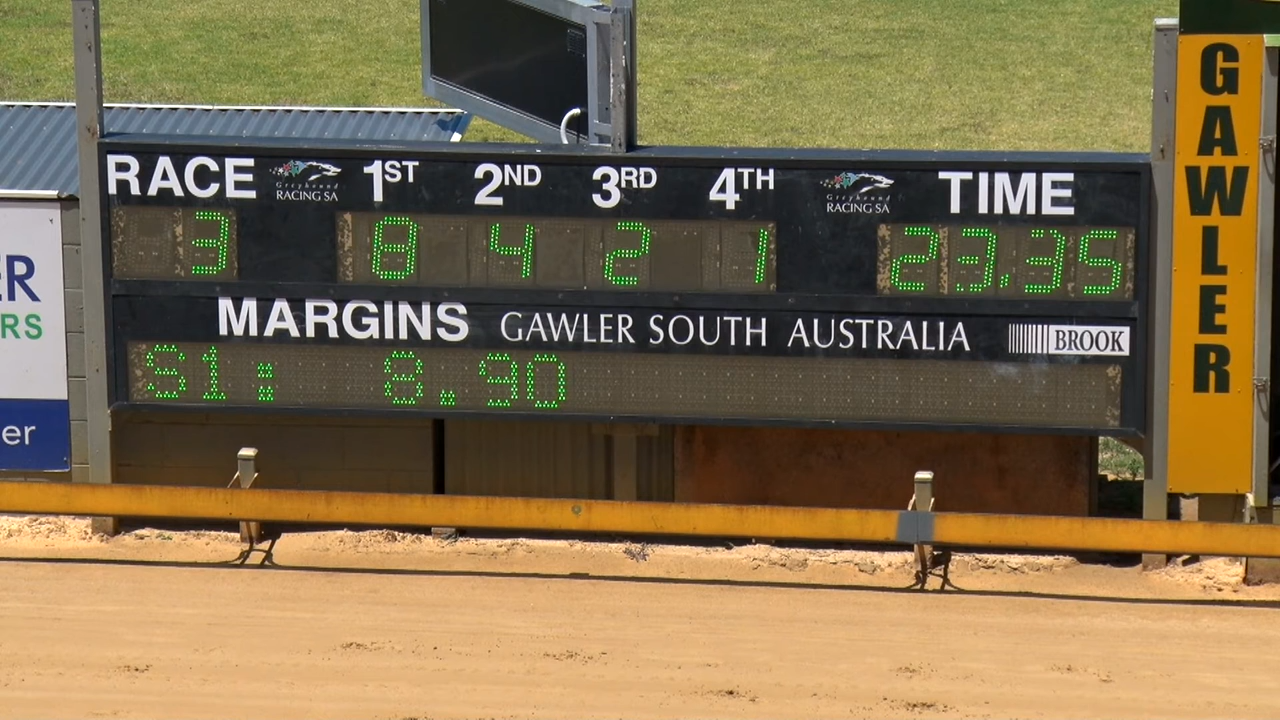 RACE 1ST 2ND 3RD 4TH TIME
Greyhound
RACING SA
Greyhound
RACING SA
3 8 4 2 1 23.35
MARGINS GAWLER SOUTH AUSTRALIA BROOK
S1: 8.90
GAWLER
ER
RS
er